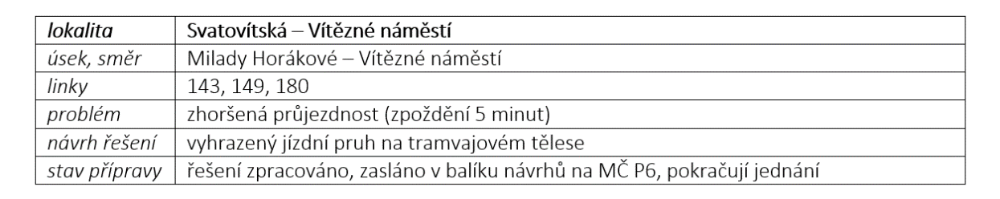 lokalita Svatovítská – Vítězné náměstí
úsek, směr Milady Horákové – Vítězné náměstí
linky 143, 149, 180
problém zhoršená průjezdnost (zpoždění 5 minut)
návrh řešení vyhrazený jízdní pruh na tramvajovém tělese
stav přípravy řešení zpracováno, zasláno v balíku návrhů na MČ P6, pokračují jednání